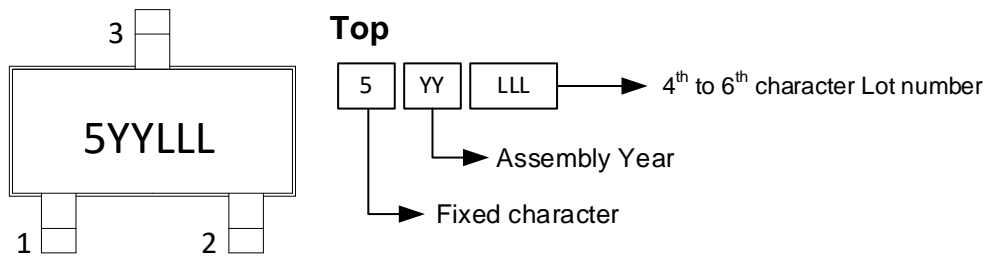 3
5YYLLL
1 2
Top
5 YY LLL 4th to 6th character Lot number
Assembly Year
Fixed character